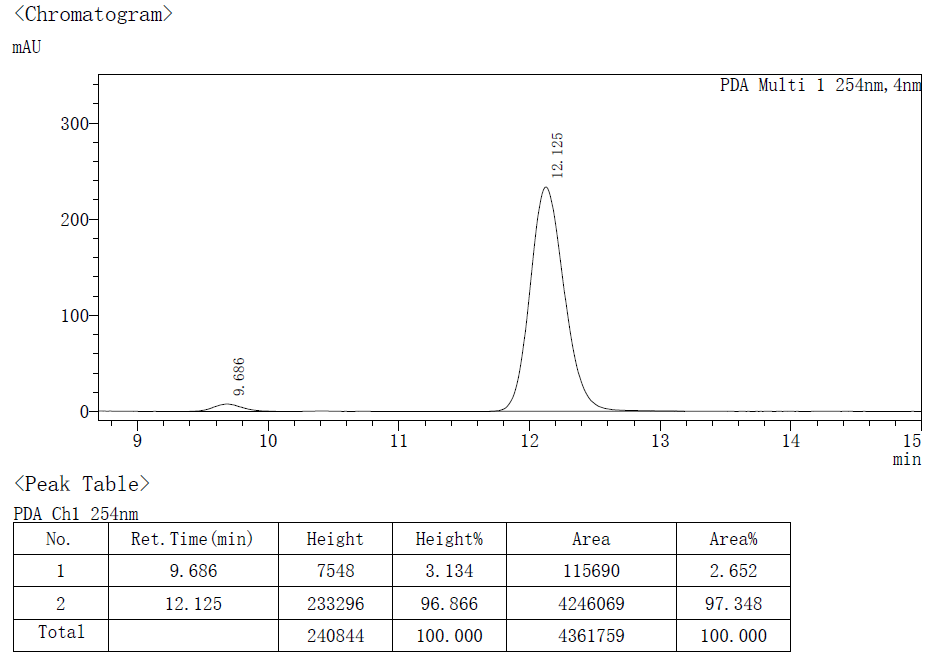 <Chromatogram>
mAU
PDA Multi 1 254nm,4nm
300
200
100
0
9.686
12.125
9 10 11 12 13 14 15
min
<Peak Table>
PDA Ch1 254nm
No. Ret.Time(min) Height Height% Area Area%
1 9.686 7548 3.134 115690 2.652
2 12.125 233296 96.866 4246069 97.348
Total 240844 100.000 4361759 100.000